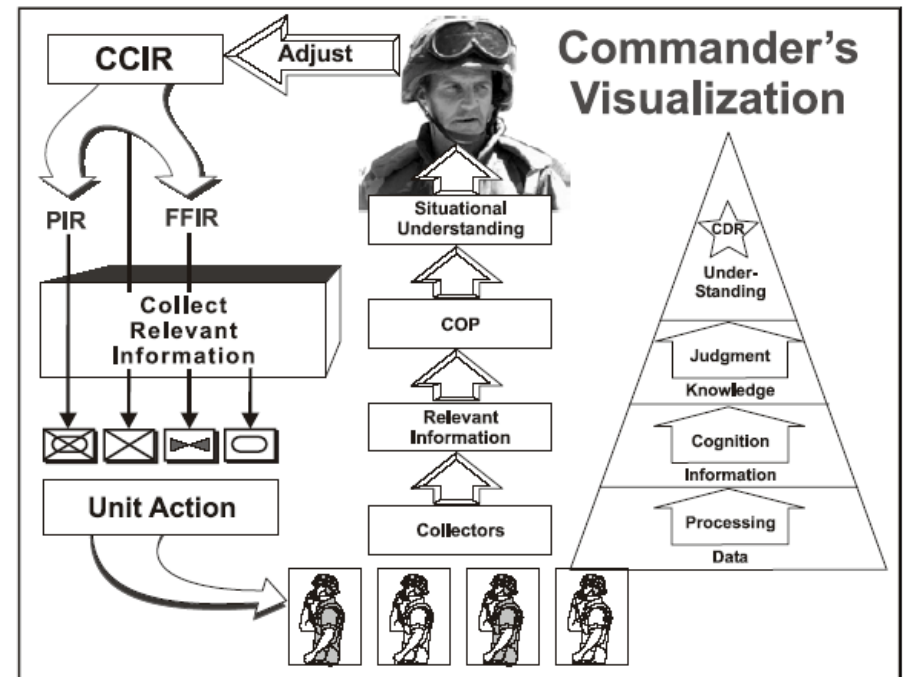 Commander's
Visualization
CCIR
Adjust
PIR
FFIR
Collect
Relevant
Information
Unit Action
Situational
Understanding
COP
Relevant
Information
Collectors
CDR
Under-
Standing
Judgment
Knowledge
Cognition
Information
Processing
Data